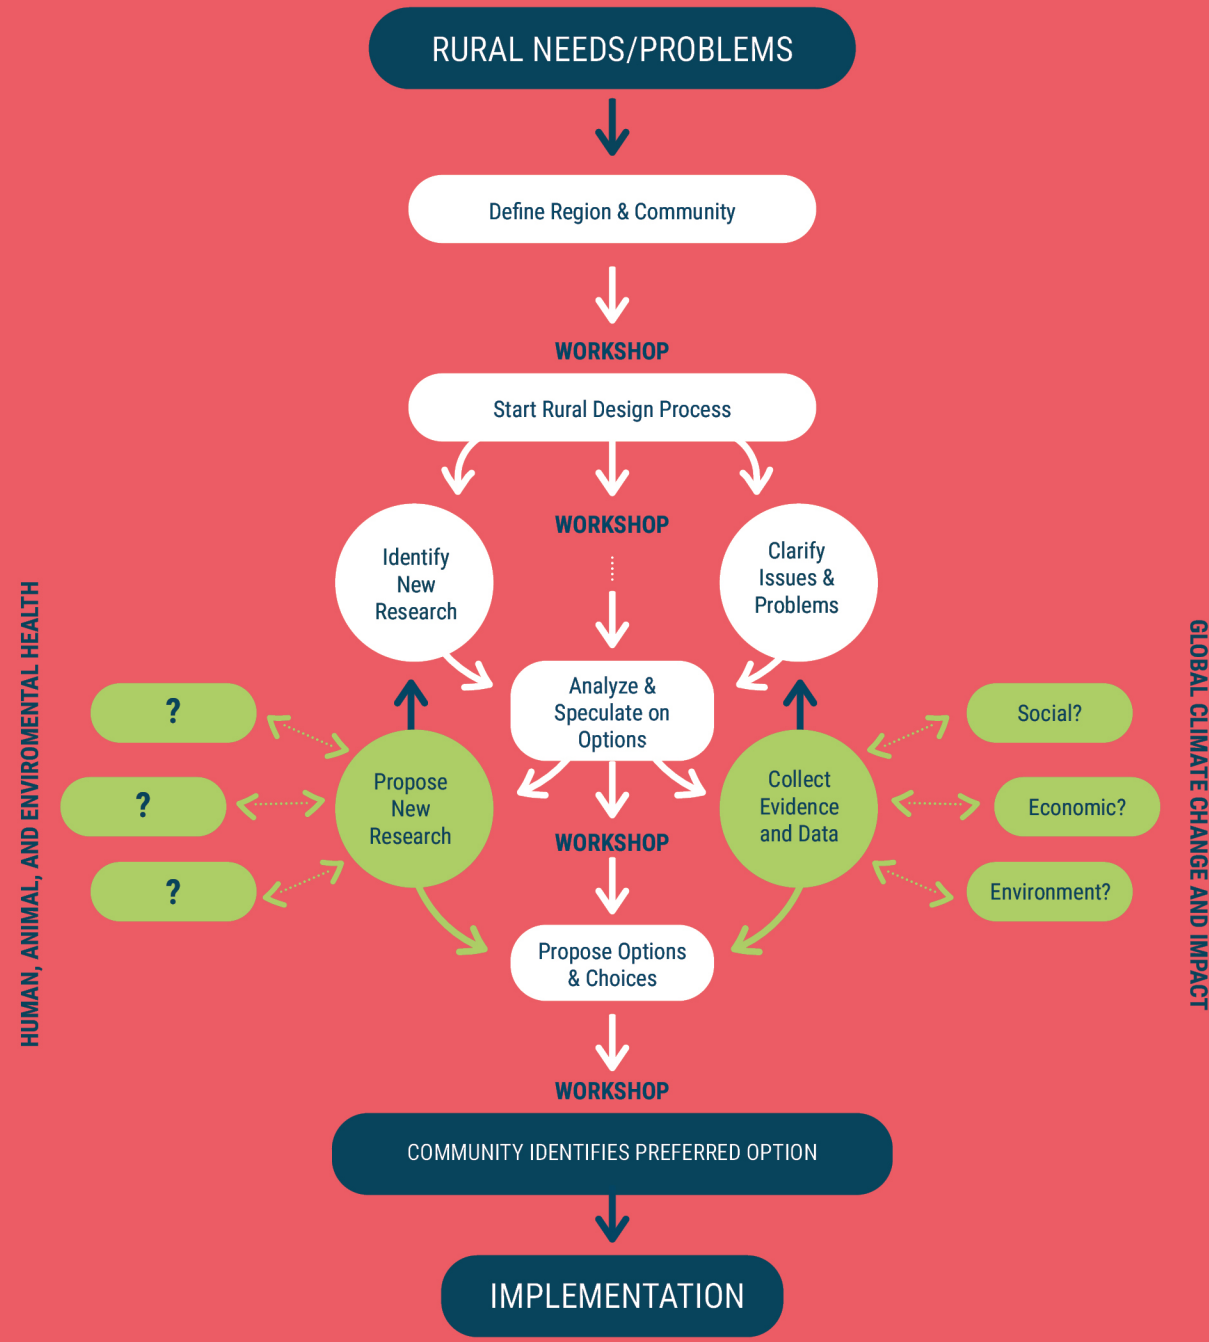 RURAL NEEDS/PROBLEMS
Define Region & Community
WORKSHOP
Start Rural Design Process
WORKSHOP
Identify
New
Research
Clarify
Issues &
Problems
Analyze &
Speculate on
Options
HUMAN, ANIMAL, AND ENVIROMENTAL HEALTH
?
?
?
Propose
New
Research
Collect
Evidence
and Data
Social?
Economic?
Environment?
GLOBAL CLIMATE CHANGE AND IMPACT
WORKSHOP
Propose Options
& Choices
WORKSHOP
COMMUNITY IDENTIFIES PREFERRED OPTION
IMPLEMENTATION